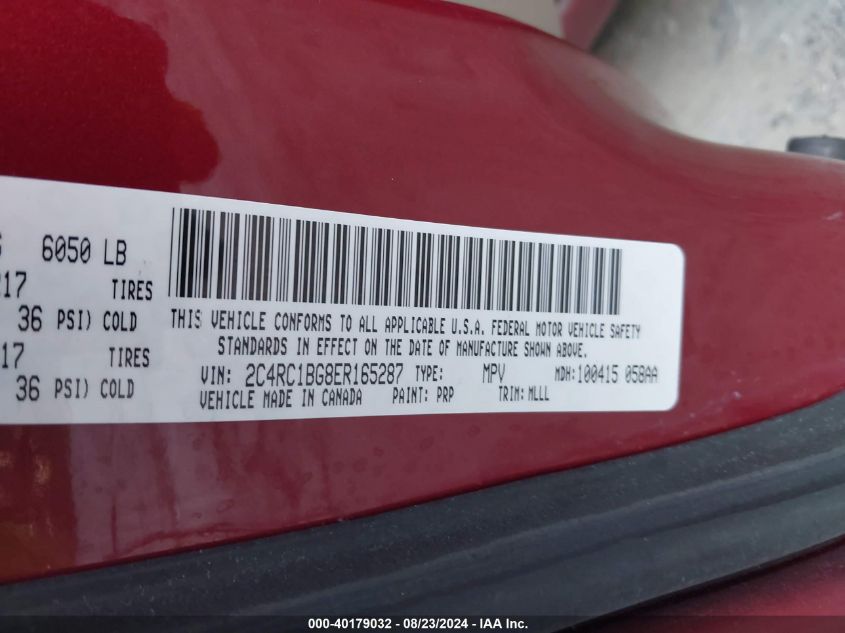 6050 LB
17 TIRES
36 PSI) COLD
17 TIRES
36 PSI) COLD
THIS VEHICLE CONFORMS TO ALL APPLICABLE U.S.A. FEDERAL MOTOR VEHICLE SAFETY
STANDARDS IN EFFECT ON THE DATE OF MANUFACTURE SHOWN ABOVE.
VIN: 2C4RC1BG8ER165287 TYPE: MPV MDH: 100415 058AA
VEHICLE MADE IN CANADA PAINT: PRP TRIM: MLLL
000-40179032 - 08/23/2024 - IAA Inc.